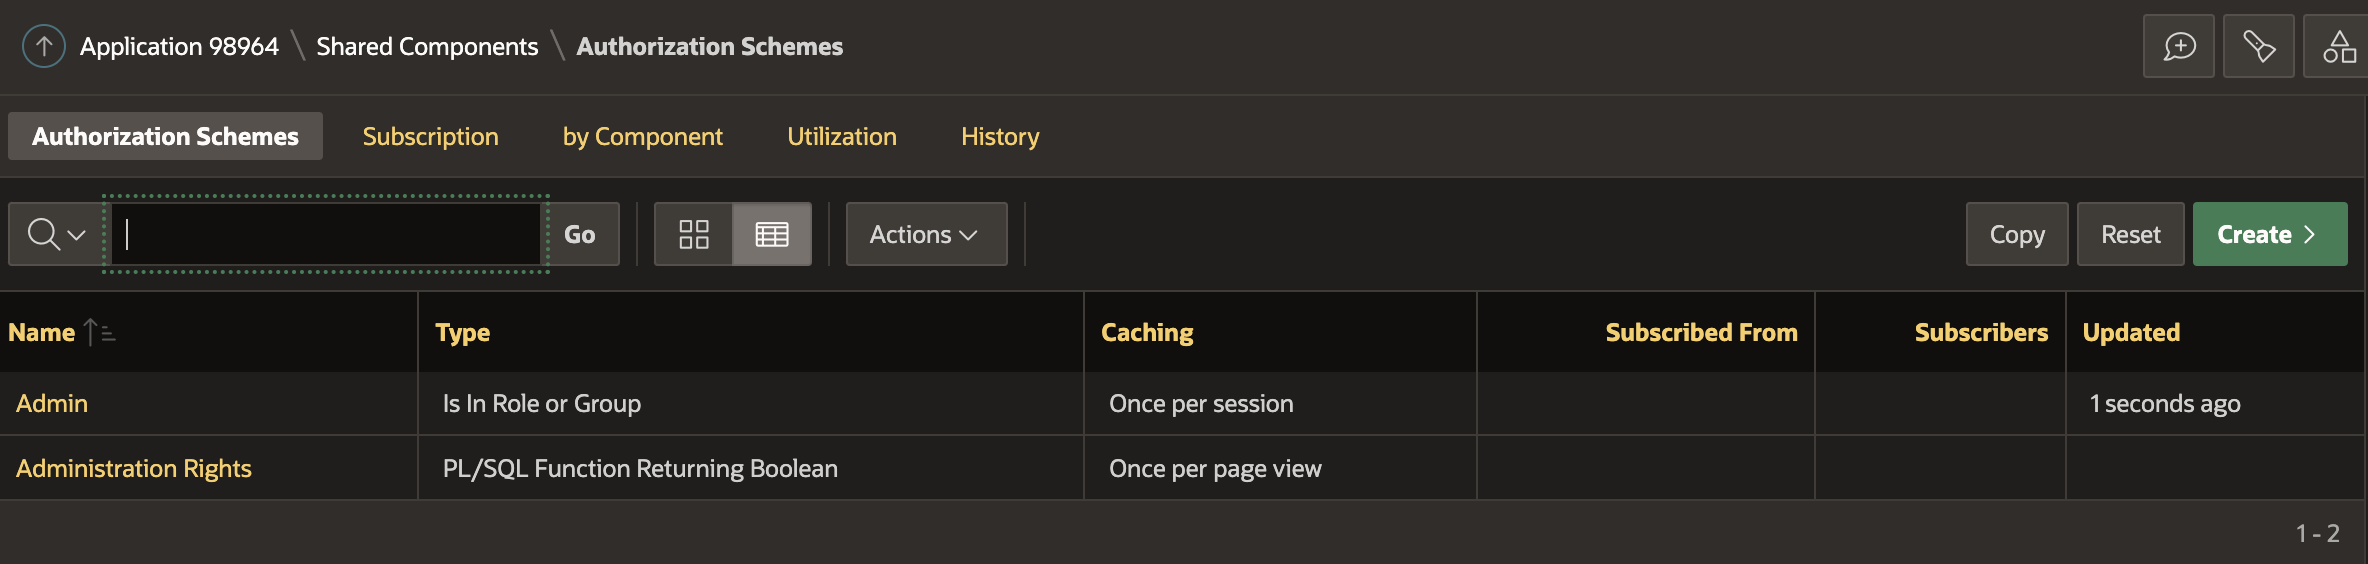 Application 98964 \ Shared Components \ Authorization Schemes
Authorization Schemes Subscription by Component Utilization History
Go Actions Copy Reset Create
Name Type Caching Subscribed From Subscribers Updated
Admin Is In Role or Group Once per session 1 seconds ago
Administration Rights PL/SQL Function Returning Boolean Once per page view
1 - 2